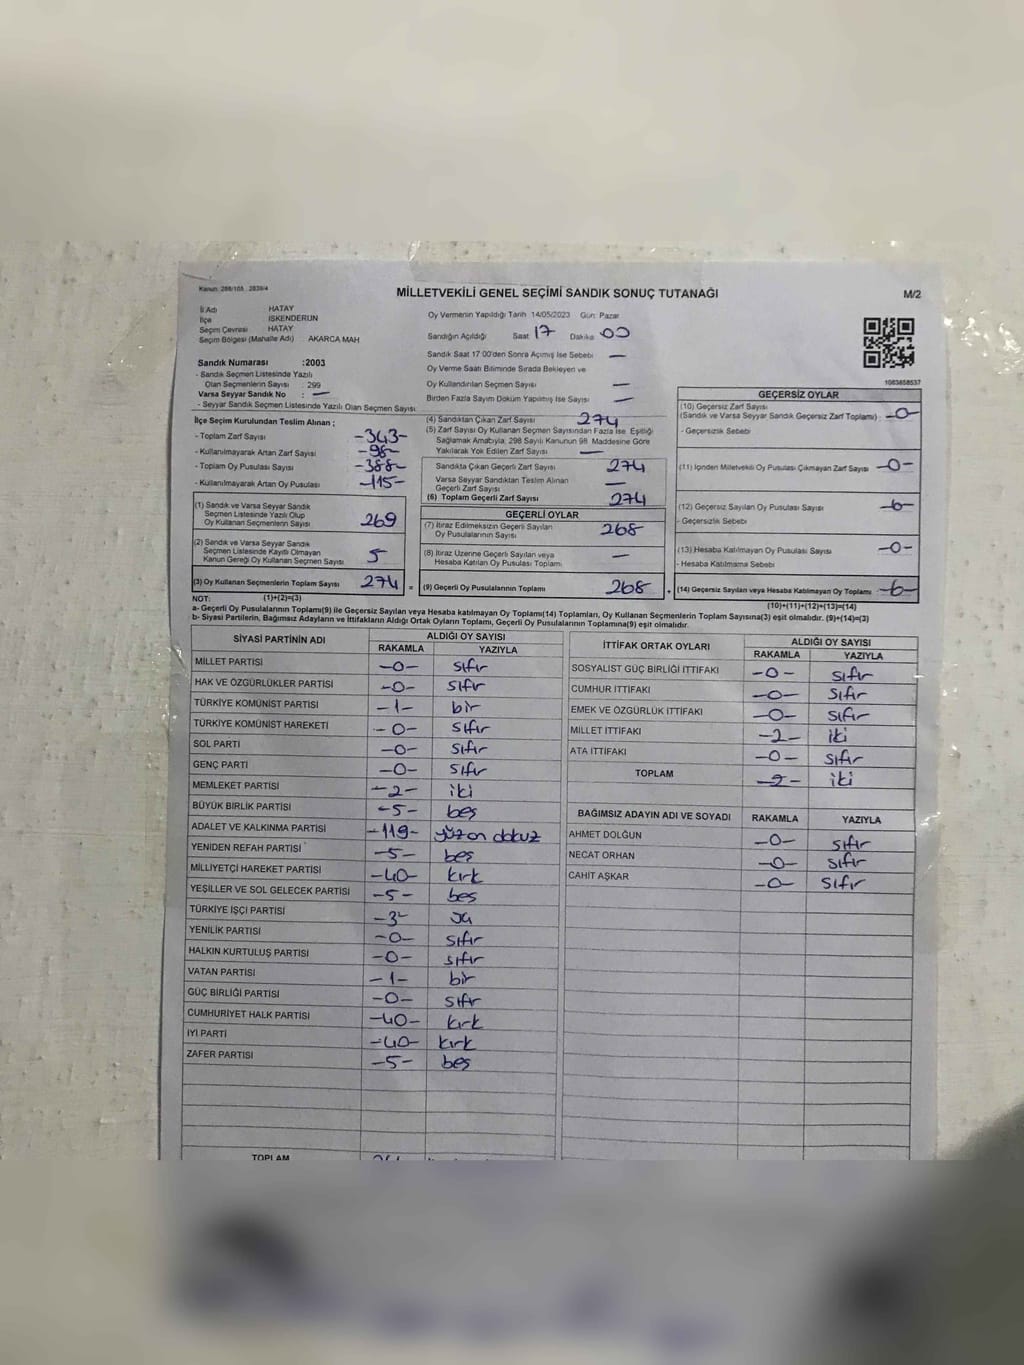 Kanun: 298/105, 2839/4
MİLLETVEKİLİ GENEL SEÇİMİ SANDIK SONUÇ TUTANAĞI
M/2
İl Adı HATAY
İlçe İSKENDERUN
Seçim Çevresi HATAY
Seçim Bölgesi (Mahalle Adı) AKARCA MAH
Oy Vermenin Yapıldığı Tarih 14/05/2023 Gün: Pazar
Sandığın Açıldığı Saat 17 Dakika 00
Sandık Saat 17 00'den Sonra Açımış İse Sebebi —
Oy Verme Saati Bitiminde Sırada Bekleyen ve
Oy Kullandırılan Seçmen Sayısı —
Birden Fazla Sayım Döküm Yapılmış İse Sayısı —
1083858537
Sandık Numarası :2003
- Sandık Seçmen Listesinde Yazılı
Olan Seçmenlerin Sayısı : 299
Varsa Seyyar Sandık No : —
- Seyyar Sandık Seçmen Listesinde Yazılı Olan Seçmen Sayısı:
İlçe Seçim Kurulundan Teslim Alınan ;
- Toplam Zarf Sayısı -343-
- Kullanılmayarak Artan Zarf Sayısı -98-
- Toplam Oy Pusulası Sayısı -388-
- Kullanılmayarak Artan Oy Pusulası -115-
(1) Sandık ve Varsa Seyyar Sandık
Seçmen Listesinde Yazılı Olup
Oy Kullanan Seçmenlerin Sayısı 269
(2) Sandık ve Varsa Seyyar Sandık
Seçmen Listesinde Kayıtlı Olmayan
Kanun Gereği Oy Kullanan Seçmen Sayısı 5
(3) Oy Kullanan Seçmenlerin Toplam Sayısı 274 =
(4) Sandıktan Çıkan Zarf Sayısı 274
(5) Zarf Sayısı Oy Kullanan Seçmen Sayısından Fazla İse, Eşitliği
Sağlamak Amacıyla, 298 Sayılı Kanunun 98. Maddesine Göre
Yakılarak Yok Edilen Zarf Sayısı —
Sandıkta Çıkan Geçerli Zarf Sayısı 274
Varsa Seyyar Sandıktan Teslim Alınan
Geçerli Zarf Sayısı —
(6) Toplam Geçerli Zarf Sayısı 274
GEÇERLİ OYLAR
(7) İtiraz Edilmeksizin Geçerli Sayılan
Oy Pusulalarının Sayısı 268
(8) İtiraz Üzerine Geçerli Sayılan veya
Hesaba Katılan Oy Pusulası Toplamı —
(9) Geçerli Oy Pusulalarının Toplamı 268 +
GEÇERSİZ OYLAR
(10) Geçersiz Zarf Sayısı
(Sandık ve Varsa Seyyar Sandık Geçersiz Zarf Toplamı) -0-
- Geçersizlik Sebebi
(11) İçinden Milletvekili Oy Pusulası Çıkmayan Zarf Sayısı -0-
(12) Geçersiz Sayılan Oy Pusulası Sayısı -6-
- Geçersizlik Sebebi
(13) Hesaba Katılmayan Oy Pusulası Sayısı -0-
- Hesaba Katılmama Sebebi
(14) Geçersiz Sayılan veya Hesaba Katılmayan Oy Toplamı -6-
NOT: (1)+(2)=(3) (10)+(11)+(12)+(13)=(14)
a- Geçerli Oy Pusulalarının Toplamı(9) ile Geçersiz Sayılan veya Hesaba katılmayan Oy Toplamı(14) Toplamları, Oy Kullanan Seçmenlerin Toplam Sayısına(3) eşit olmalıdır. (9)+(14)=(3)
b- Siyasi Partilerin, Bağımsız Adayların ve İttifakların Aldığı Ortak Oyların Toplamı, Geçerli Oy Pusulalarının Toplamına(9) eşit olmalıdır.
SİYASİ PARTİNİN ADI ALDIĞI OY SAYISI
RAKAMLA YAZIYLA
MİLLET PARTİSİ -0- sıfır
HAK VE ÖZGÜRLÜKLER PARTİSİ -0- sıfır
TÜRKİYE KOMÜNİST PARTİSİ -1- bir
TÜRKİYE KOMÜNİST HAREKETİ -0- sıfır
SOL PARTİ -0- sıfır
GENÇ PARTİ -0- sıfır
MEMLEKET PARTİSİ -2- iki
BÜYÜK BİRLİK PARTİSİ -5- beş
ADALET VE KALKINMA PARTİSİ -119- yüzon dokuz
YENİDEN REFAH PARTİSİ -5- beş
MİLLİYETÇİ HAREKET PARTİSİ -40- kırk
YEŞİLLER VE SOL GELECEK PARTİSİ -5- beş
TÜRKİYE İŞÇİ PARTİSİ -3-
YENİLİK PARTİSİ -0- sıfır
HALKIN KURTULUŞ PARTİSİ -0- sıfır
VATAN PARTİSİ -1- bir
GÜÇ BİRLİĞİ PARTİSİ -0- sıfır
CUMHURİYET HALK PARTİSİ -40- kırk
İYİ PARTİ -40- kırk
ZAFER PARTİSİ -5- beş
TOPLAM
İTTİFAK ORTAK OYLARI ALDIĞI OY SAYISI
RAKAMLA YAZIYLA
SOSYALİST GÜÇ BİRLİĞİ İTTİFAKI -0- sıfır
CUMHUR İTTİFAKI -0- sıfır
EMEK VE ÖZGÜRLÜK İTTİFAKI -0- sıfır
MİLLET İTTİFAKI -2- iki
ATA İTTİFAKI -0- sıfır
TOPLAM -2- iki
BAĞIMSIZ ADAYIN ADI VE SOYADI RAKAMLA YAZIYLA
AHMET DOLĞUN -0- sıfır
NECAT ORHAN -0- sıfır
CAHİT AŞKAR -0- sıfır